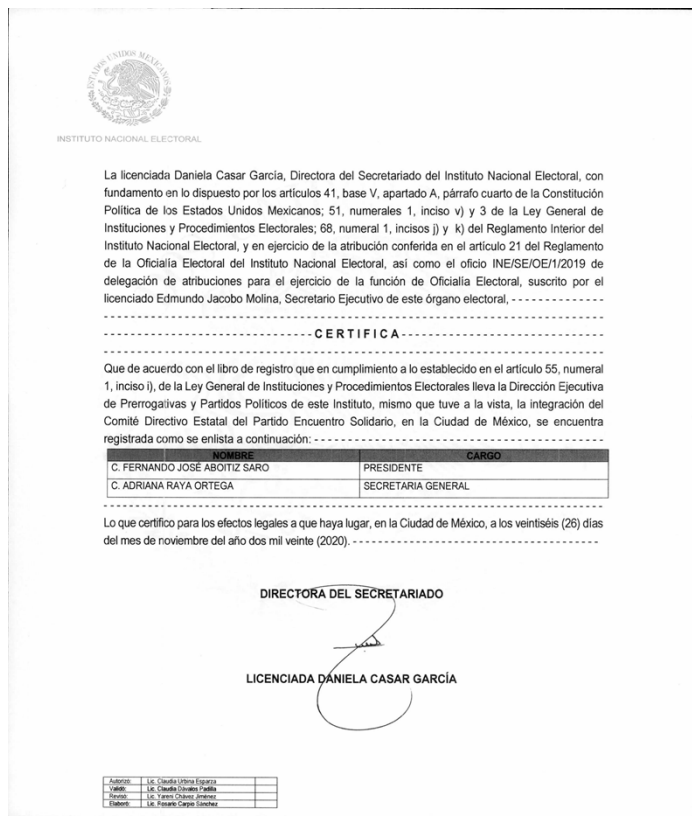 ESTADOS UNIDOS MEXICANOS
INSTITUTO NACIONAL ELECTORAL
La licenciada Daniela Casar García, Directora del Secretariado del Instituto Nacional Electoral, con
fundamento en lo dispuesto por los artículos 41, base V, apartado A, párrafo cuarto de la Constitución
Política de los Estados Unidos Mexicanos; 51, numerales 1, inciso v) y 3 de la Ley General de
Instituciones y Procedimientos Electorales; 68, numeral 1, incisos j) y k) del Reglamento Interior del
Instituto Nacional Electoral, y en ejercicio de la atribución conferida en el artículo 21 del Reglamento
de la Oficialía Electoral del Instituto Nacional Electoral, así como el oficio INE/SE/OE/1/2019 de
delegación de atribuciones para el ejercicio de la función de Oficialía Electoral, suscrito por el
licenciado Edmundo Jacobo Molina, Secretario Ejecutivo de este órgano electoral, - - - - - - - - - - - - - -
- - - - - - - - - - - - - - - - - - - - - - - - - - - - - - C E R T I F I C A - - - - - - - - - - - - - - - - - - - - - - - - - - - - -
Que de acuerdo con el libro de registro que en cumplimiento a lo establecido en el artículo 55, numeral
1, inciso i), de la Ley General de Instituciones y Procedimientos Electorales lleva la Dirección Ejecutiva
de Prerrogativas y Partidos Políticos de este Instituto, mismo que tuve a la vista, la integración del
Comité Directivo Estatal del Partido Encuentro Solidario, en la Ciudad de México, se encuentra
registrada como se enlista a continuación: - - - - - - - - - - - - - - - - - - - - - - - - - - - - - - - - - - - - - - - - -
NOMBRE CARGO
C. FERNANDO JOSÉ ABOITIZ SARO PRESIDENTE
C. ADRIANA RAYA ORTEGA SECRETARIA GENERAL
Lo que certifico para los efectos legales a que haya lugar, en la Ciudad de México, a los veintiséis (26) días
del mes de noviembre del año dos mil veinte (2020). - - - - - - - - - - - - - - - - - - - - - - - - - - - - - - - - - - -
DIRECTORA DEL SECRETARIADO
LICENCIADA DANIELA CASAR GARCÍA
Autorizó: Lic. Claudia Urbina Esparza
Validó: Lic. Claudia Dávalos Padilla
Revisó: Lic. Yareni Chávez Jiménez
Elaboró: Lic. Rosario Carpio Sánchez